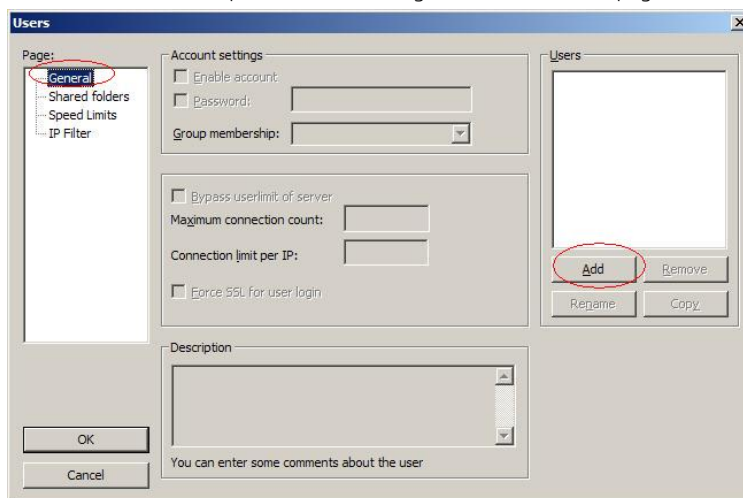 Users
Page:
General
Shared folders
Speed Limits
IP Filter
Account settings
Enable account
Password:
Group membership:
Bypass userlimit of server
Maximum connection count:
Connection limit per IP:
Force SSL for user login
Description
You can enter some comments about the user
Users
Add
Remove
Rename
Copy
OK
Cancel